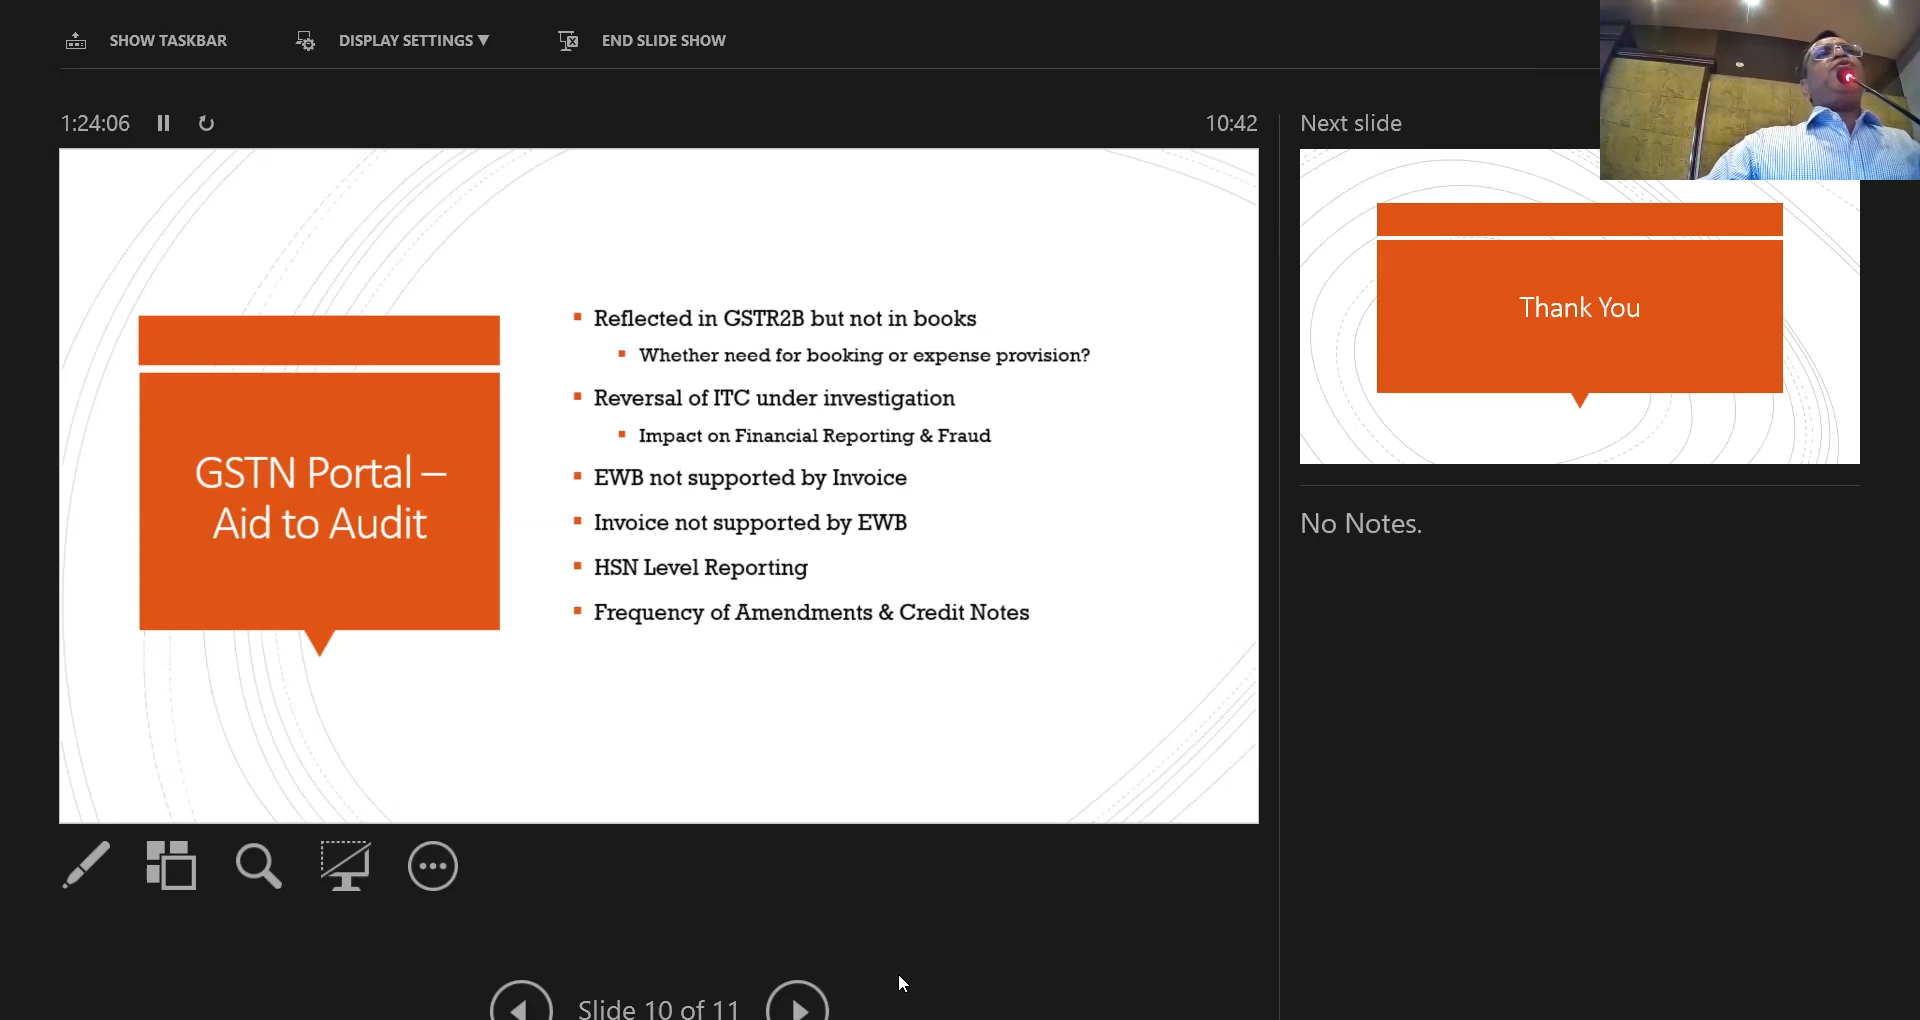 SHOW TASKBAR
DISPLAY SETTINGS ▼
END SLIDE SHOW
1:24:06
10:42
Next slide
GSTN Portal –
Aid to Audit
Reflected in GSTR2B but not in books
Whether need for booking or expense provision?
Reversal of ITC under investigation
Impact on Financial Reporting & Fraud
EWB not supported by Invoice
Invoice not supported by EWB
HSN Level Reporting
Frequency of Amendments & Credit Notes
Thank You
No Notes.
Slide 10 of 11